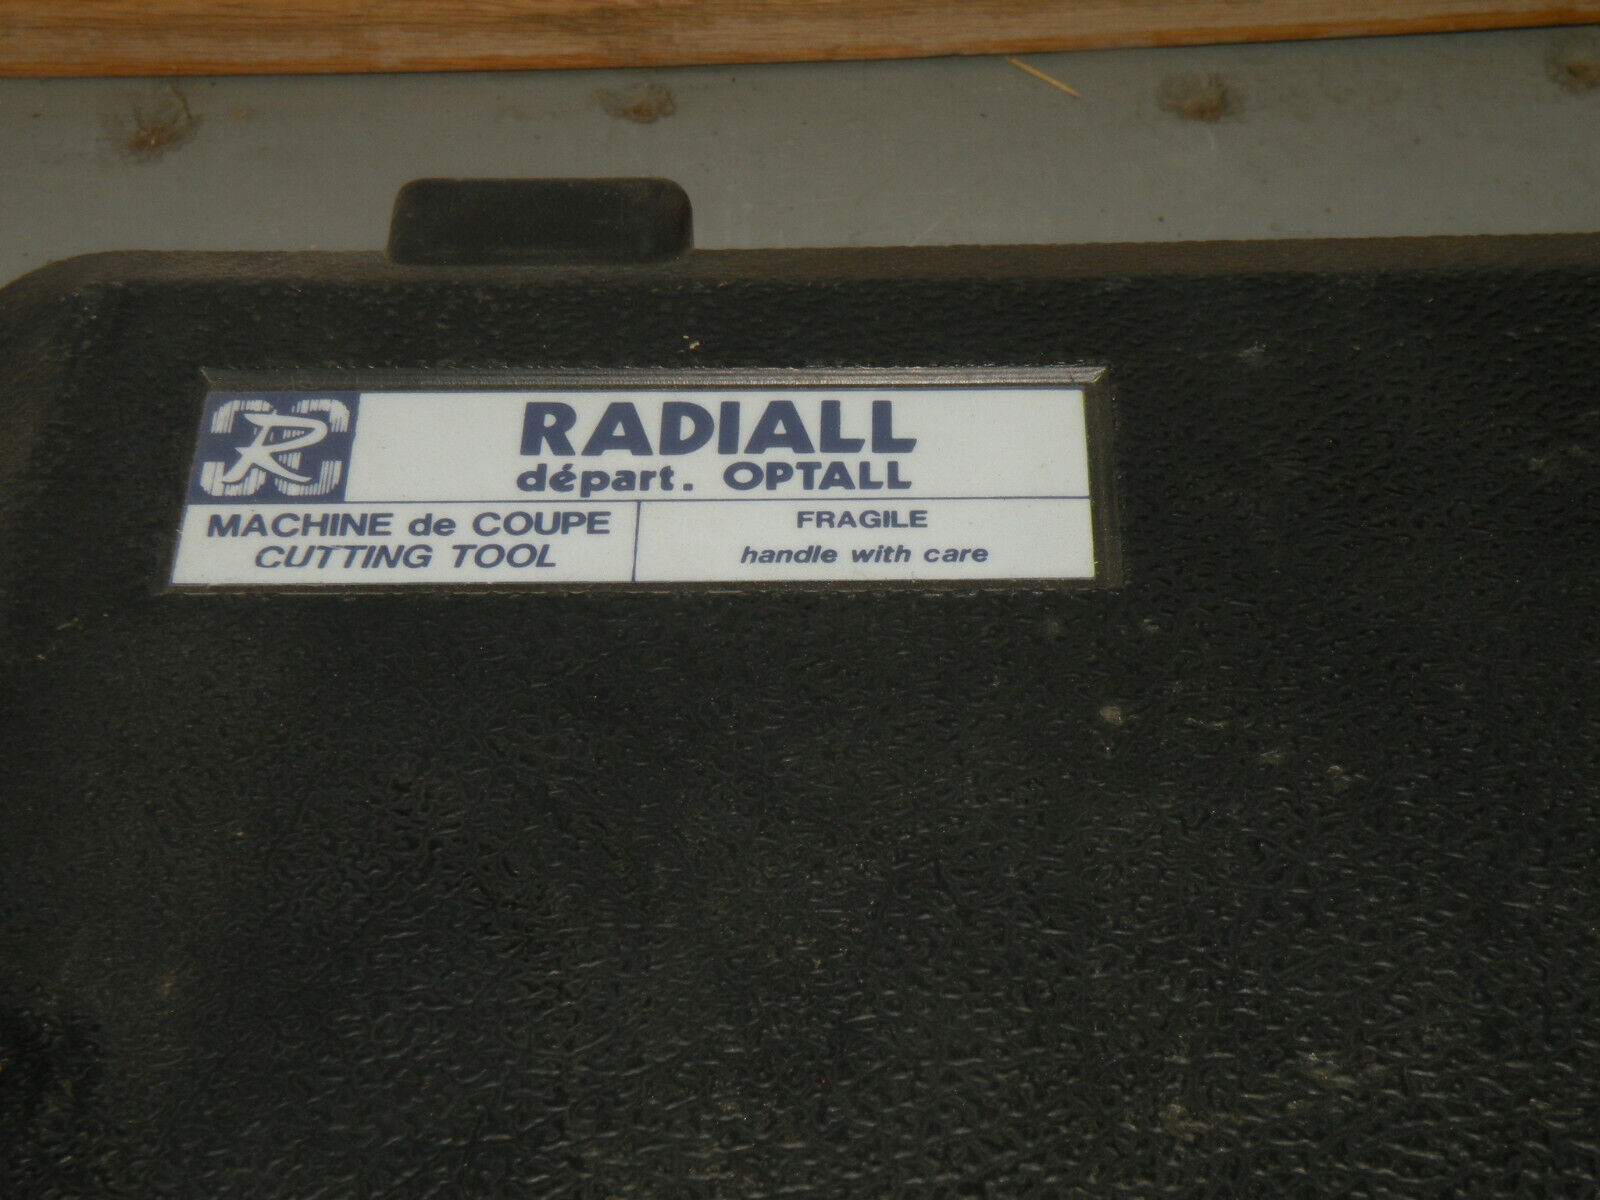 R
RADIALL
départ. OPTALL
MACHINE de COUPE
CUTTING TOOL
FRAGILE
handle with care